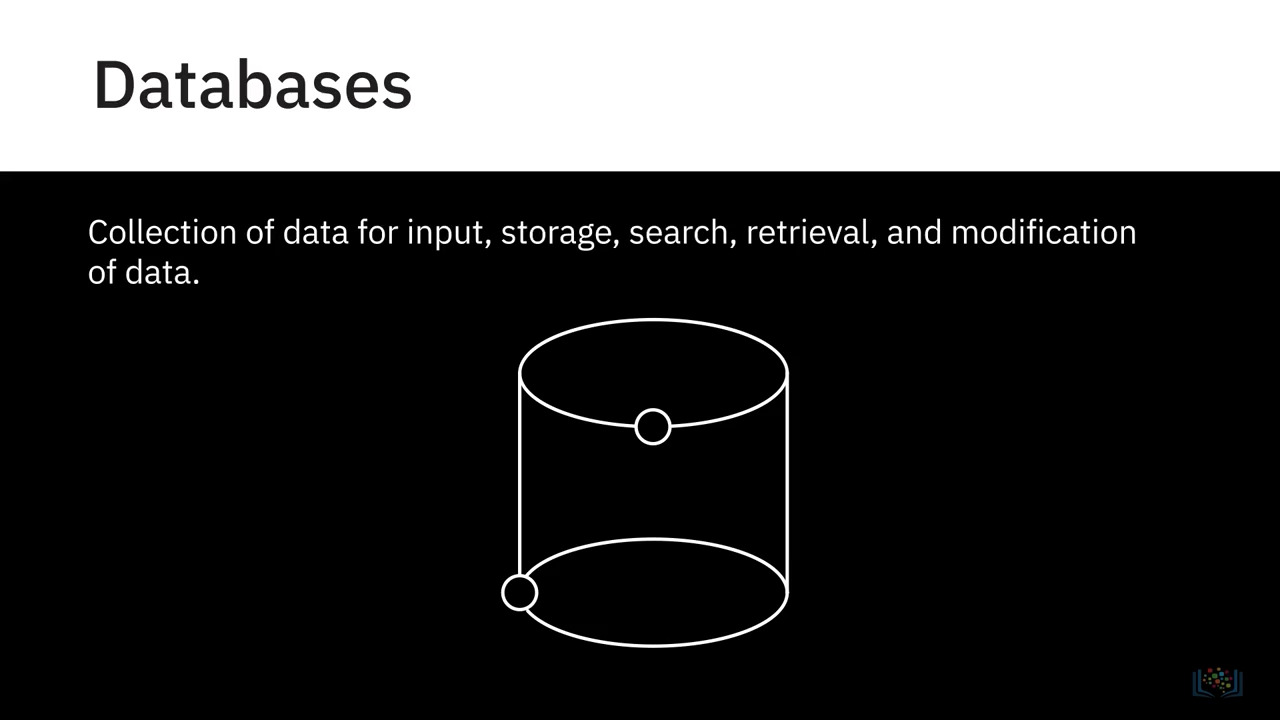 Databases
Collection of data for input, storage, search, retrieval, and modification
of data.